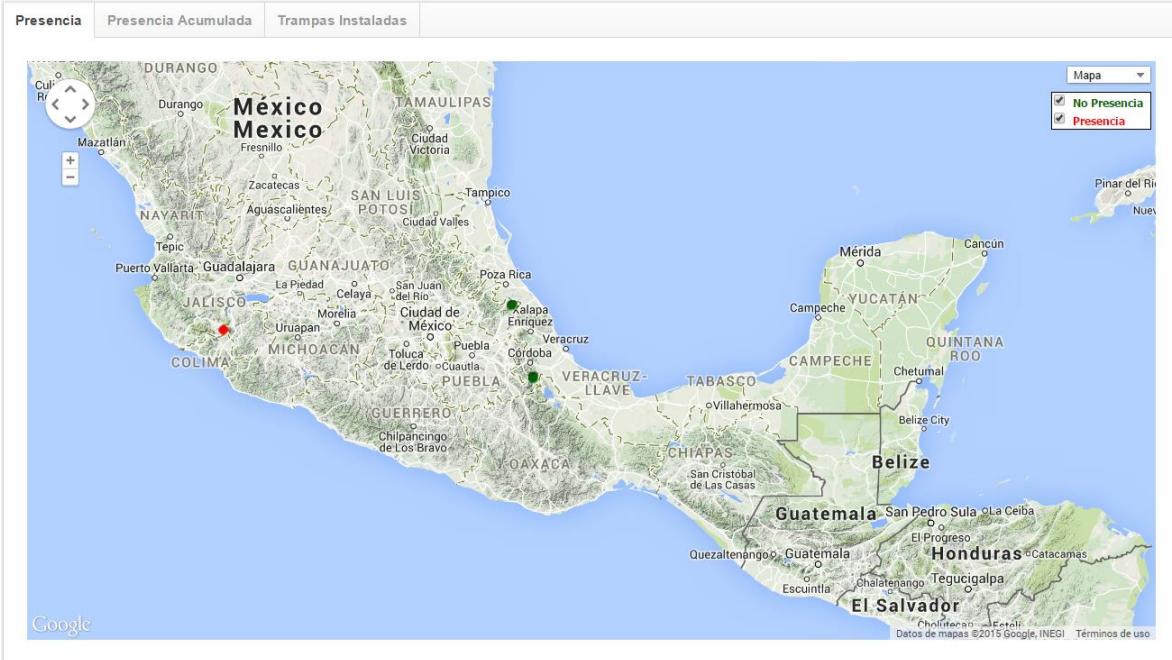 Presencia
Presencia Acumulada
Trampas Instaladas
Mapa
No Presencia
Presencia
DURANGO
Durango
México
Mexico
Fresnillo
TAMAULIPAS
Ciudad
Victoria
Mazatlán
Zacatecas
SAN LUIS
POTOSÍ
Tampico
Pinar del
NAYARIT
Aguascalientes
Ciudad Valles
Tepic
Mérida
Cancún
Puerto Vallarta
Guadalajara
GUANAJUATO
Poza Rica
La Piedad
Celaya
San Juan
del Río
JALISCO
Morelia
Ciudad de
México
Xalapa
Enríquez
Campeche
YUCATÁN
Uruapan
Veracruz
QUINTANA
ROO
COLIMA
MICHOACÁN
Toluca
de Lerdo
Puebla
Cuautla
Córdoba
CAMPECHE
Chetumal
PUEBLA
VERACRUZ-
LLAVE
TABASCO
Villahermosa
GUERRERO
Belize City
Chilpancingo
de Los Bravo
OAXACA
CHIAPAS
Belize
San Cristóbal
de Las Casas
Guatemala
San Pedro Sula
La Ceiba
El Progreso
Quezaltenango
Guatemala
Honduras
Catacamas
Escuintla
Chalatenango
Tegucigalpa
El Salvador
Choluteca
Estelí
Google
Datos de mapas ©2015 Google, INEGI
Términos de uso